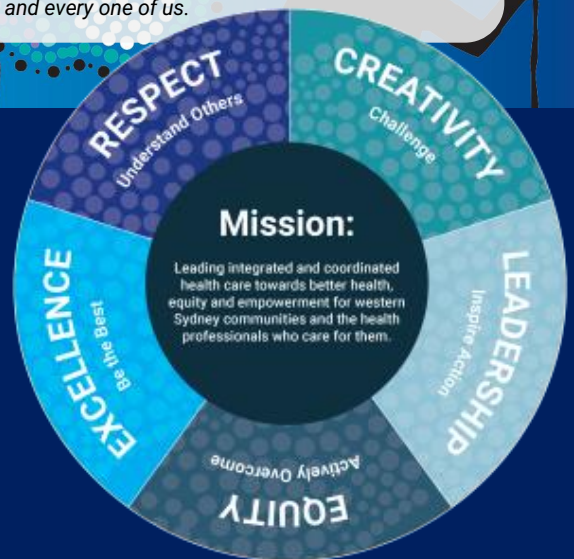 and every one of us.
RESPECT
Understand Others
CREATIVITY
Challenge
LEADERSHIP
Inspire Action
EQUITY
Actively Overcome
EXCELLENCE
Be the Best
Mission:
Leading integrated and coordinated
health care towards better health,
equity and empowerment for western
Sydney communities and the health
professionals who care for them.